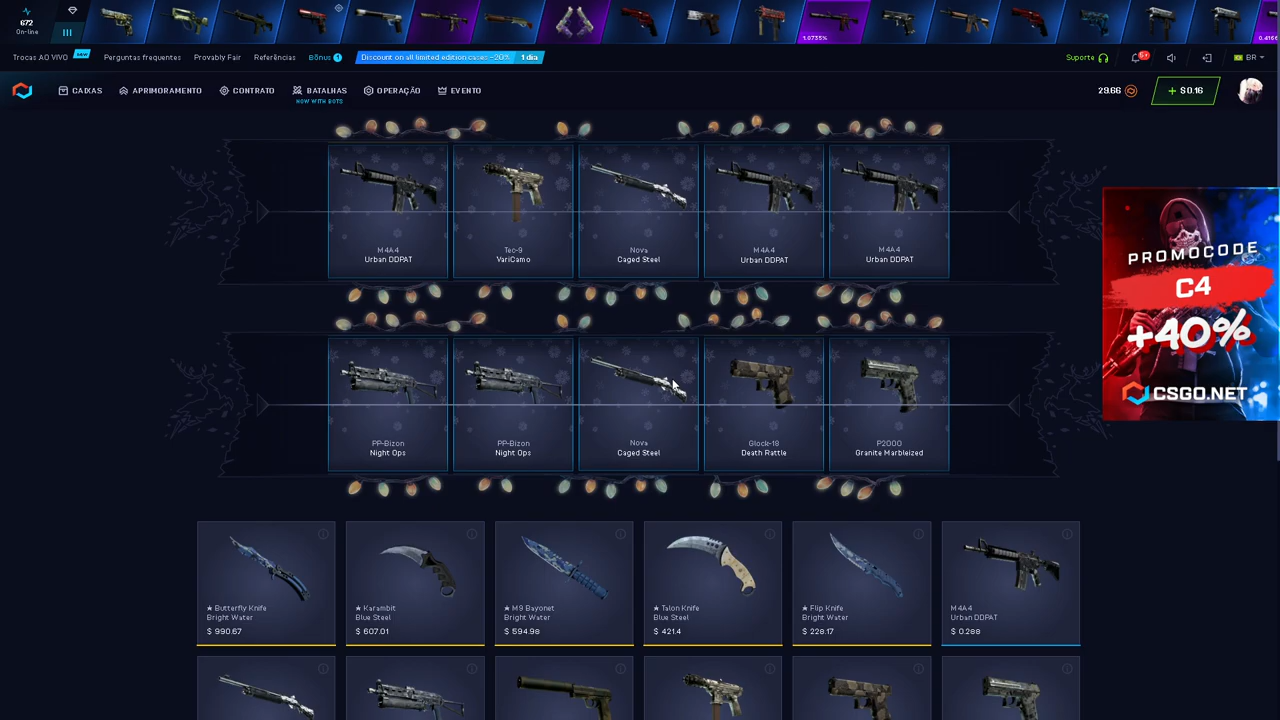 672
On-line
1.0735%
Trocas AO VIVO
NEW
Perguntas frequentes
Provably Fair
Referências
Bônus 1
Discount on all limited edition cases -20%
1 dia
Suporte
5+
BR
CAIXAS
APRIMORAMENTO
CONTRATO
BATALHAS
NOW WITH BOTS
OPERAÇÃO
EVENTO
29.66
+ $ 0.16
M4A4
Urban DDPAT
Tec-9
VariCamo
Nova
Caged Steel
M4A4
Urban DDPAT
M4A4
Urban DDPAT
PROMOCODE
C4
+40%
CSGO.NET
PP-Bizon
Night Ops
PP-Bizon
Night Ops
Nova
Caged Steel
Glock-18
Death Rattle
P2000
Granite Marbleized
★ Butterfly Knife
Bright Water
$ 990.67
★ Karambit
Blue Steel
$ 607.01
★ M9 Bayonet
Bright Water
$ 594.98
★ Talon Knife
Blue Steel
$ 421.4
★ Flip Knife
Bright Water
$ 228.17
M4A4
Urban DDPAT
$ 0.288